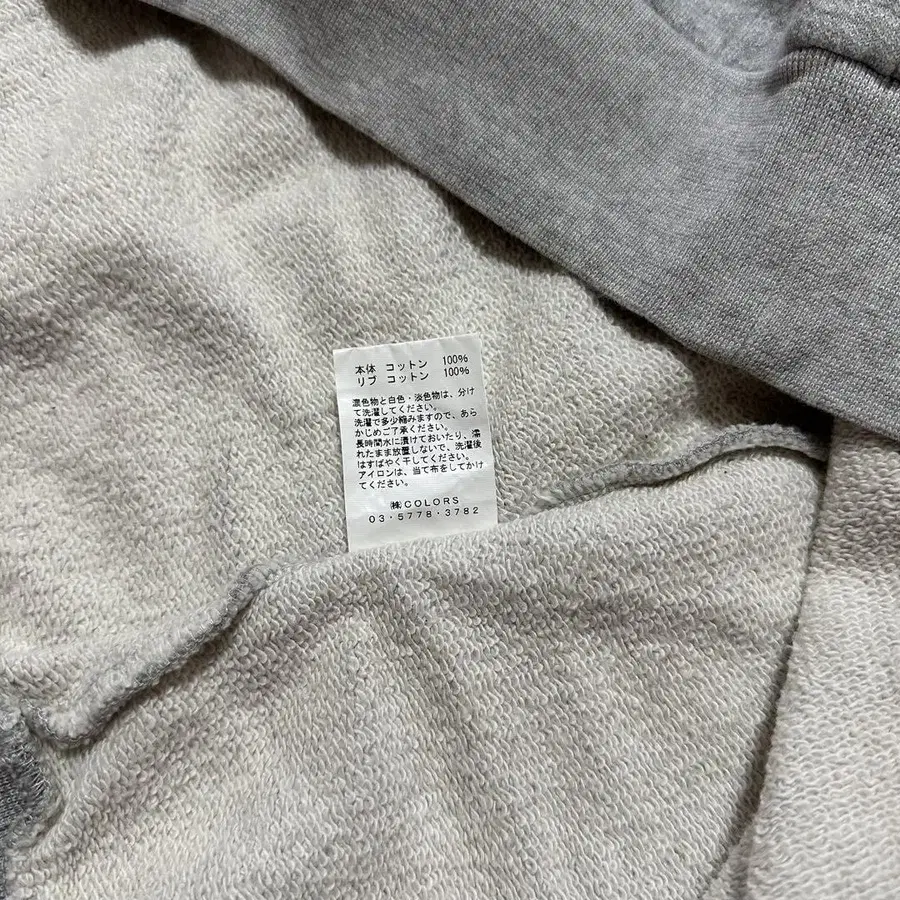 本体 コットン 100%
リブ コットン 100%
濃色物と白色・淡色物は、分け
て洗濯してください。
洗濯で多少縮みますので、あら
かじめご了承ください。
長時間水に漬けておいたり、濡
れたまま放置しないで、洗濯後
はすばやく干してください。
アイロンは、当て布をしてかけ
てください。
㈱COLORS
03・5778・3782